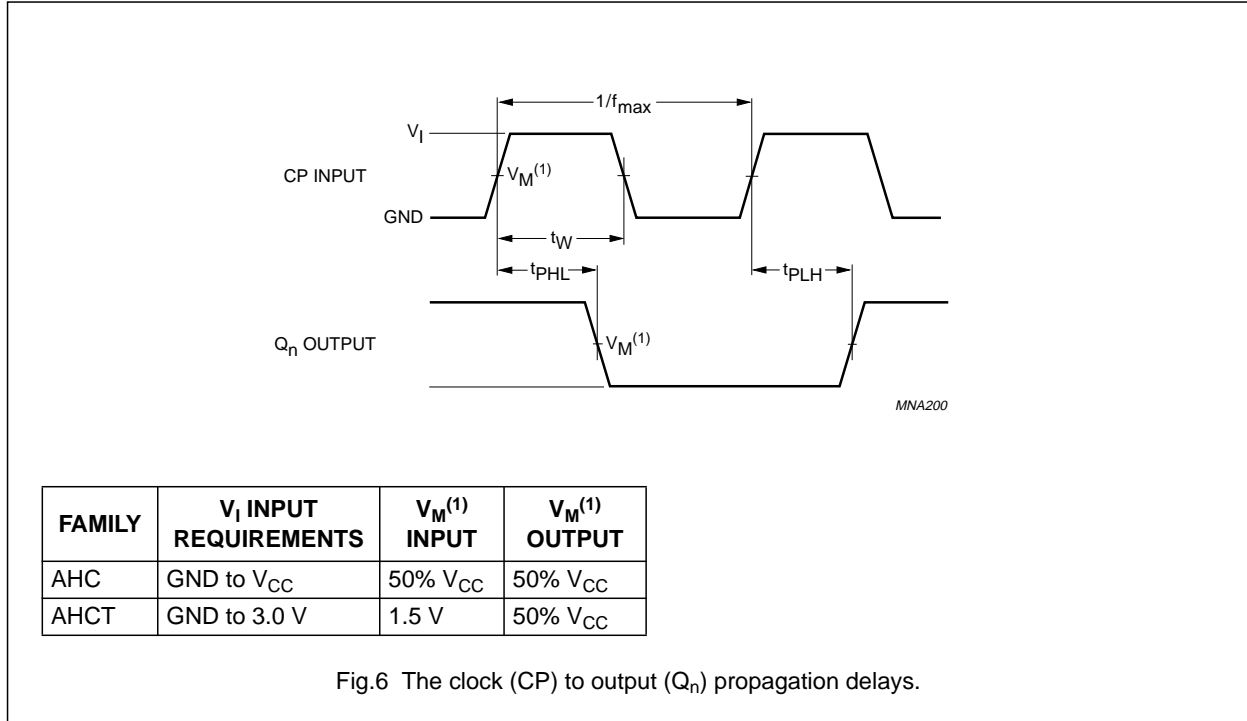 1/fmax
VI
CP INPUT
VM(1)
GND
tW
tPHL
tPLH
Qn OUTPUT
VM(1)
MNA200
FAMILY
VI INPUT
REQUIREMENTS
VM(1)
INPUT
VM(1)
OUTPUT
AHC GND to VCC 50% VCC 50% VCC
AHCT GND to 3.0 V 1.5 V 50% VCC
Fig.6 The clock (CP) to output (Qn) propagation delays.